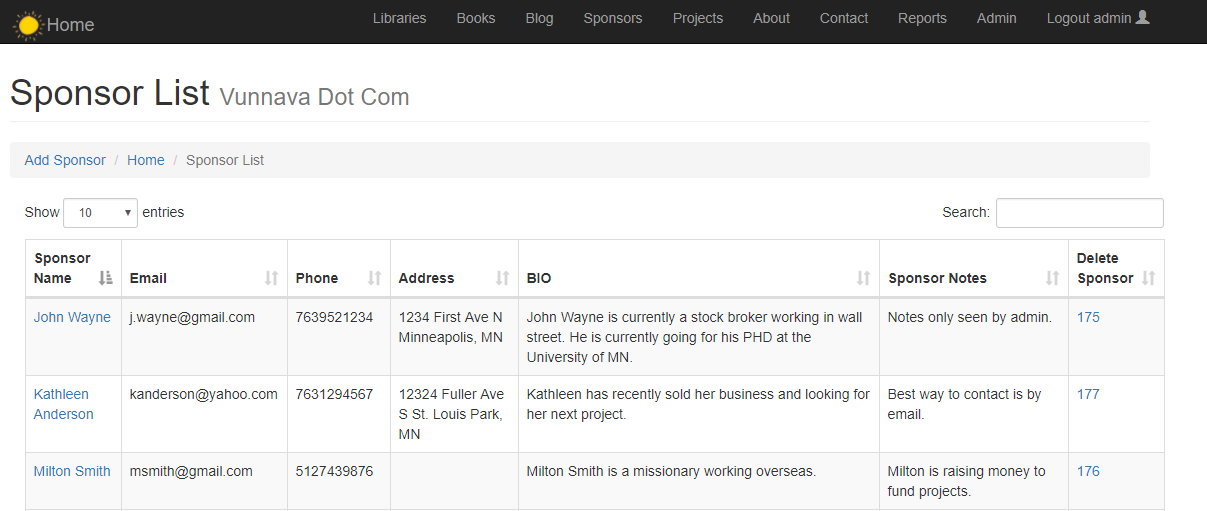 Home Libraries Books Blog Sponsors Projects About Contact Reports Admin Logout admin
Sponsor List Vunnava Dot Com
Add Sponsor / Home / Sponsor List
Show 10 entries Search:
Sponsor Name Email Phone Address BIO Sponsor Notes Delete Sponsor
John Wayne j.wayne@gmail.com 7639521234 1234 First Ave N BIO John Wayne is currently a stock broker working in wall Notes only seen by admin. 175
Minneapolis, MN street. He is currently going for his PHD at the
University of MN.
Kathleen kanderson@yahoo.com 7631294567 12324 Fuller Ave Kathleen has recently sold her business and looking for Best way to contact is by 177
Anderson S St. Louis Park, her next project. email.
MN
Milton Smith msmith@gmail.com 5127439876 Milton Smith is a missionary working overseas. Milton is raising money to 176
fund projects.